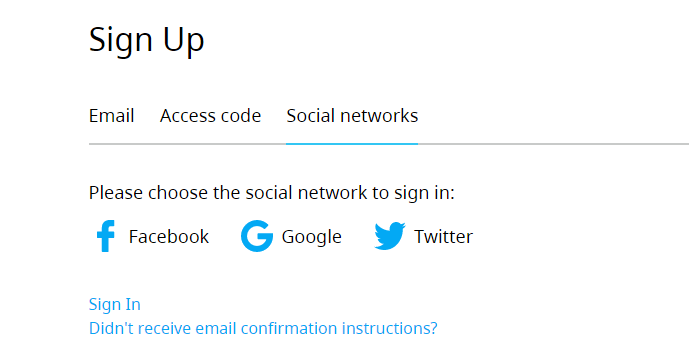 Sign Up
Email Access code Social networks
Please choose the social network to sign in:
Facebook Google Twitter
Sign In
Didn't receive email confirmation instructions?